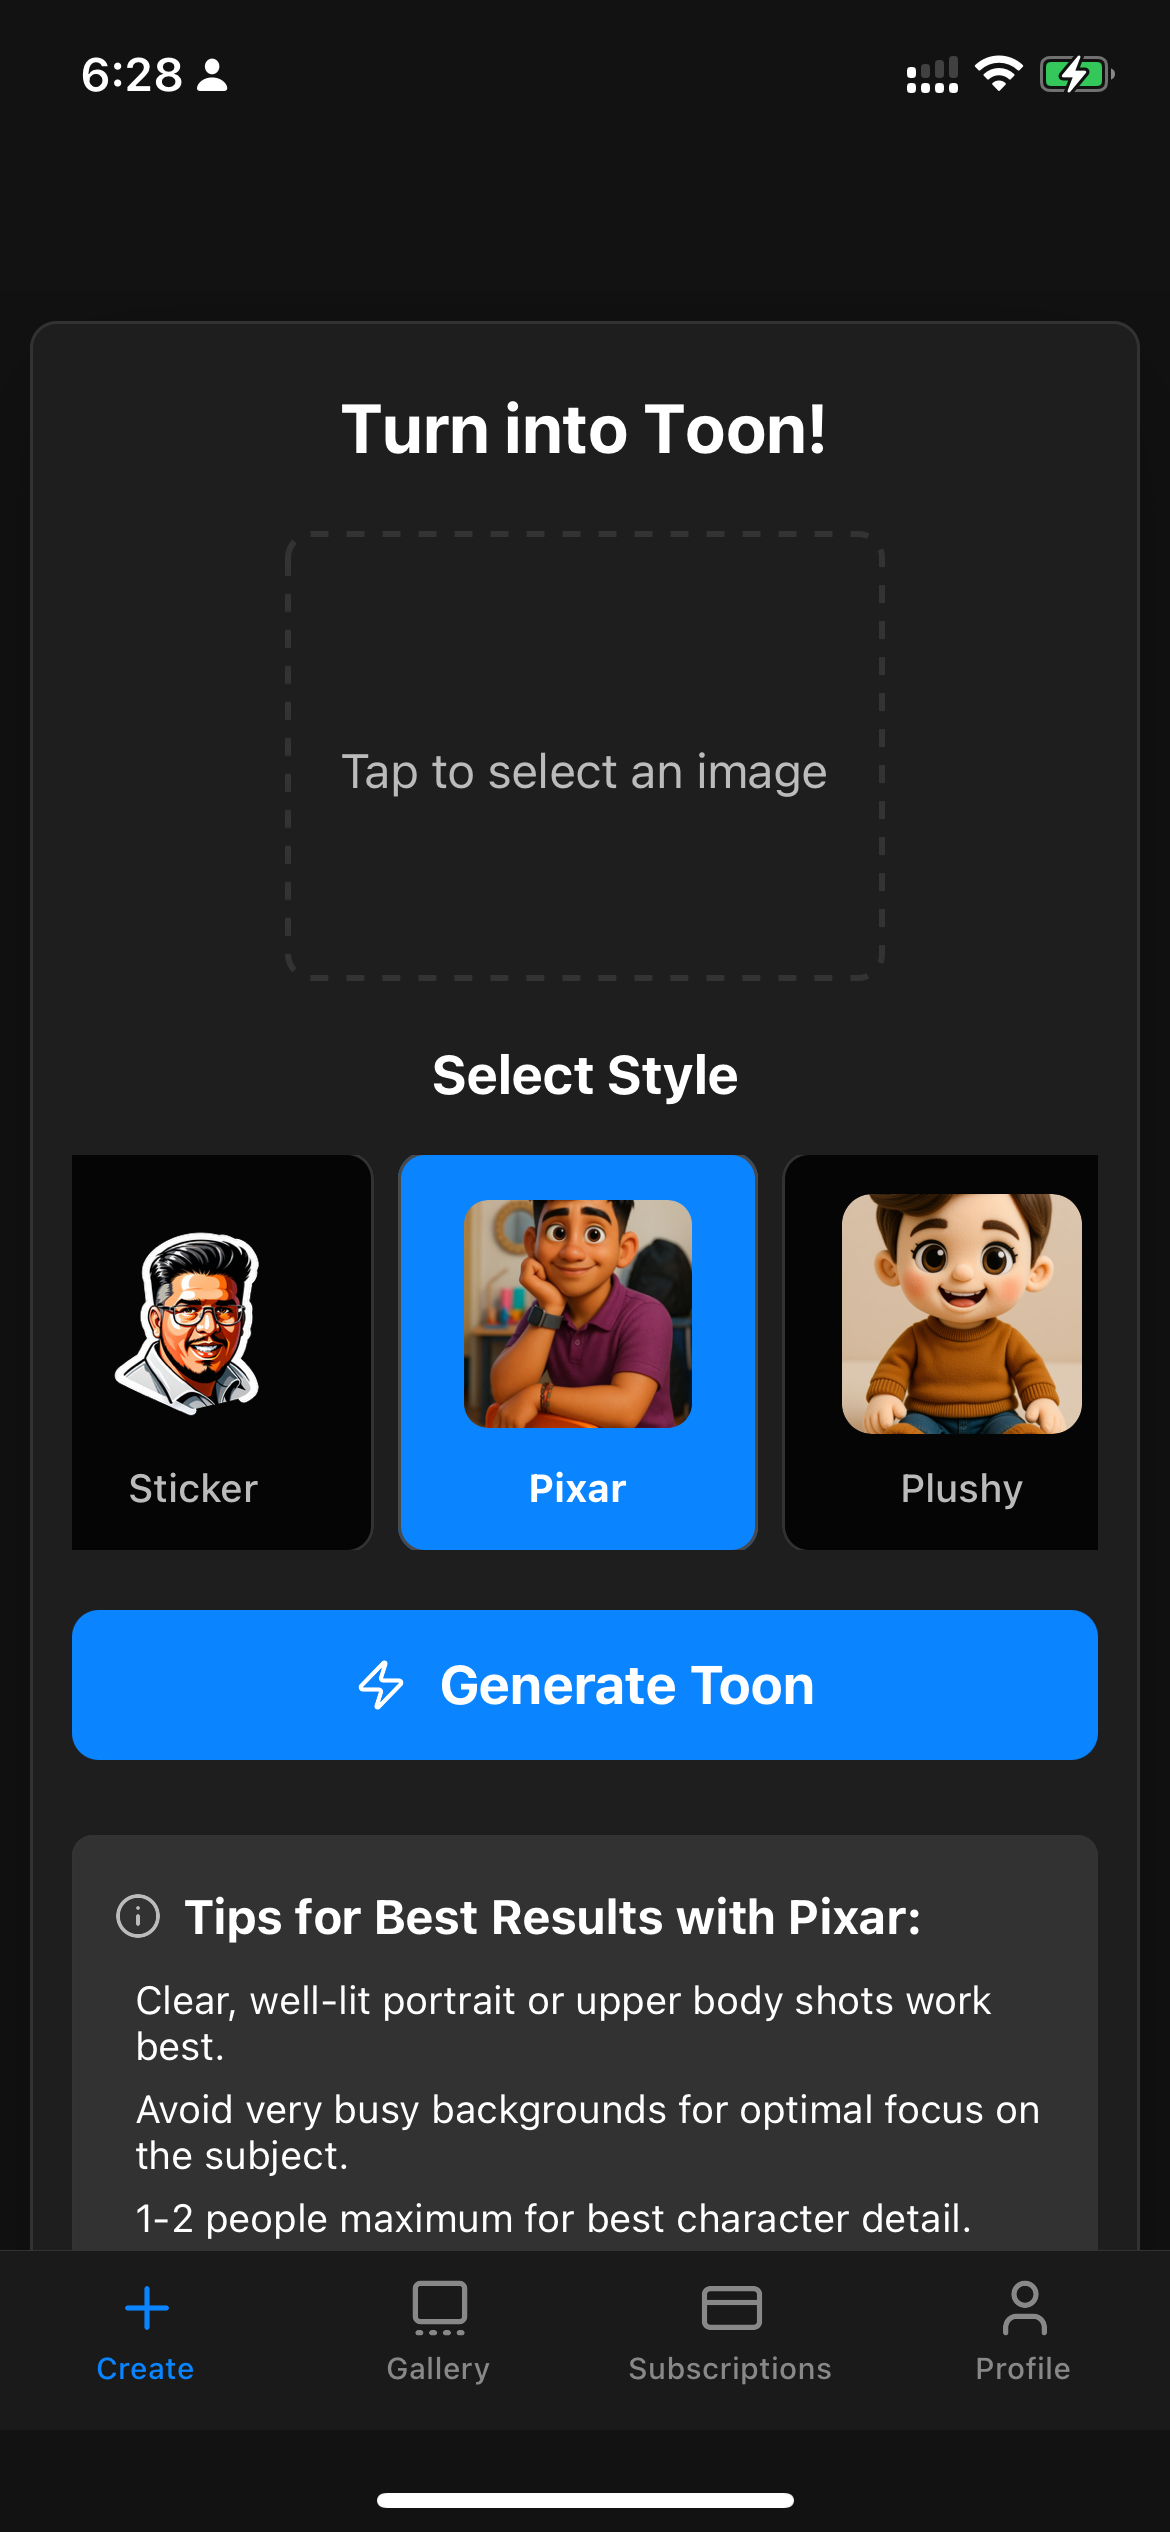 6:28
Turn into Toon!
Tap to select an image
Select Style
Sticker
Pixar
Plushy
Generate Toon
Tips for Best Results with Pixar:
Clear, well-lit portrait or upper body shots work
best.
Avoid very busy backgrounds for optimal focus on
the subject.
1-2 people maximum for best character detail.
Create
Gallery
Subscriptions
Profile